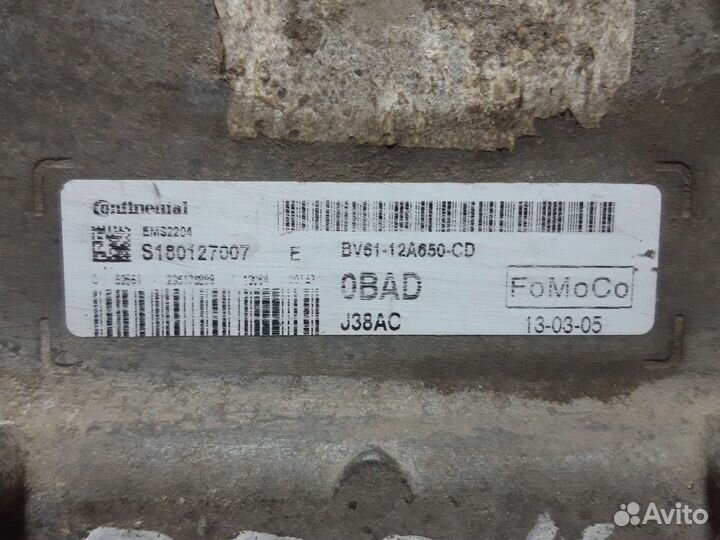 Continental
EMS2204
S180127007 E BV61-12A650-CD
0BAD FoMoCo
J38AC 13-03-05
Avito